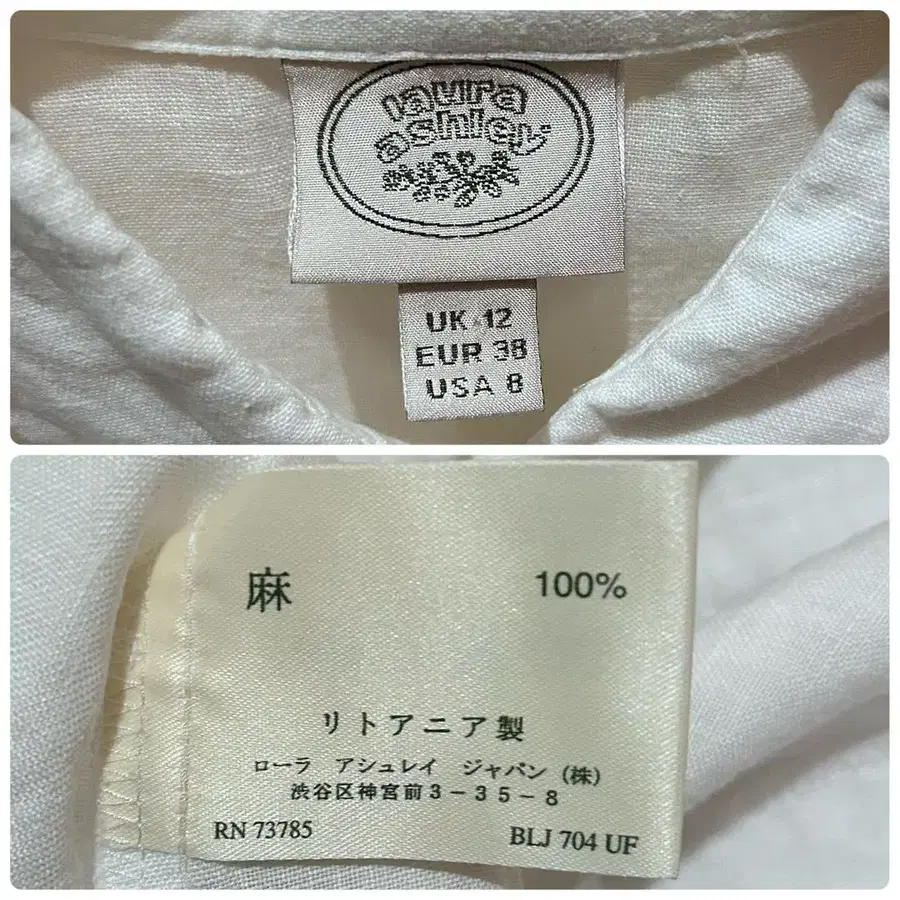 laura
ashley
UK 12
EUR 38
USA 8
麻 100%
リトアニア製
ローラ アシュレイ ジャパン (株)
渋谷区神宮前3-35-8
RN 73785 BLJ 704 UF